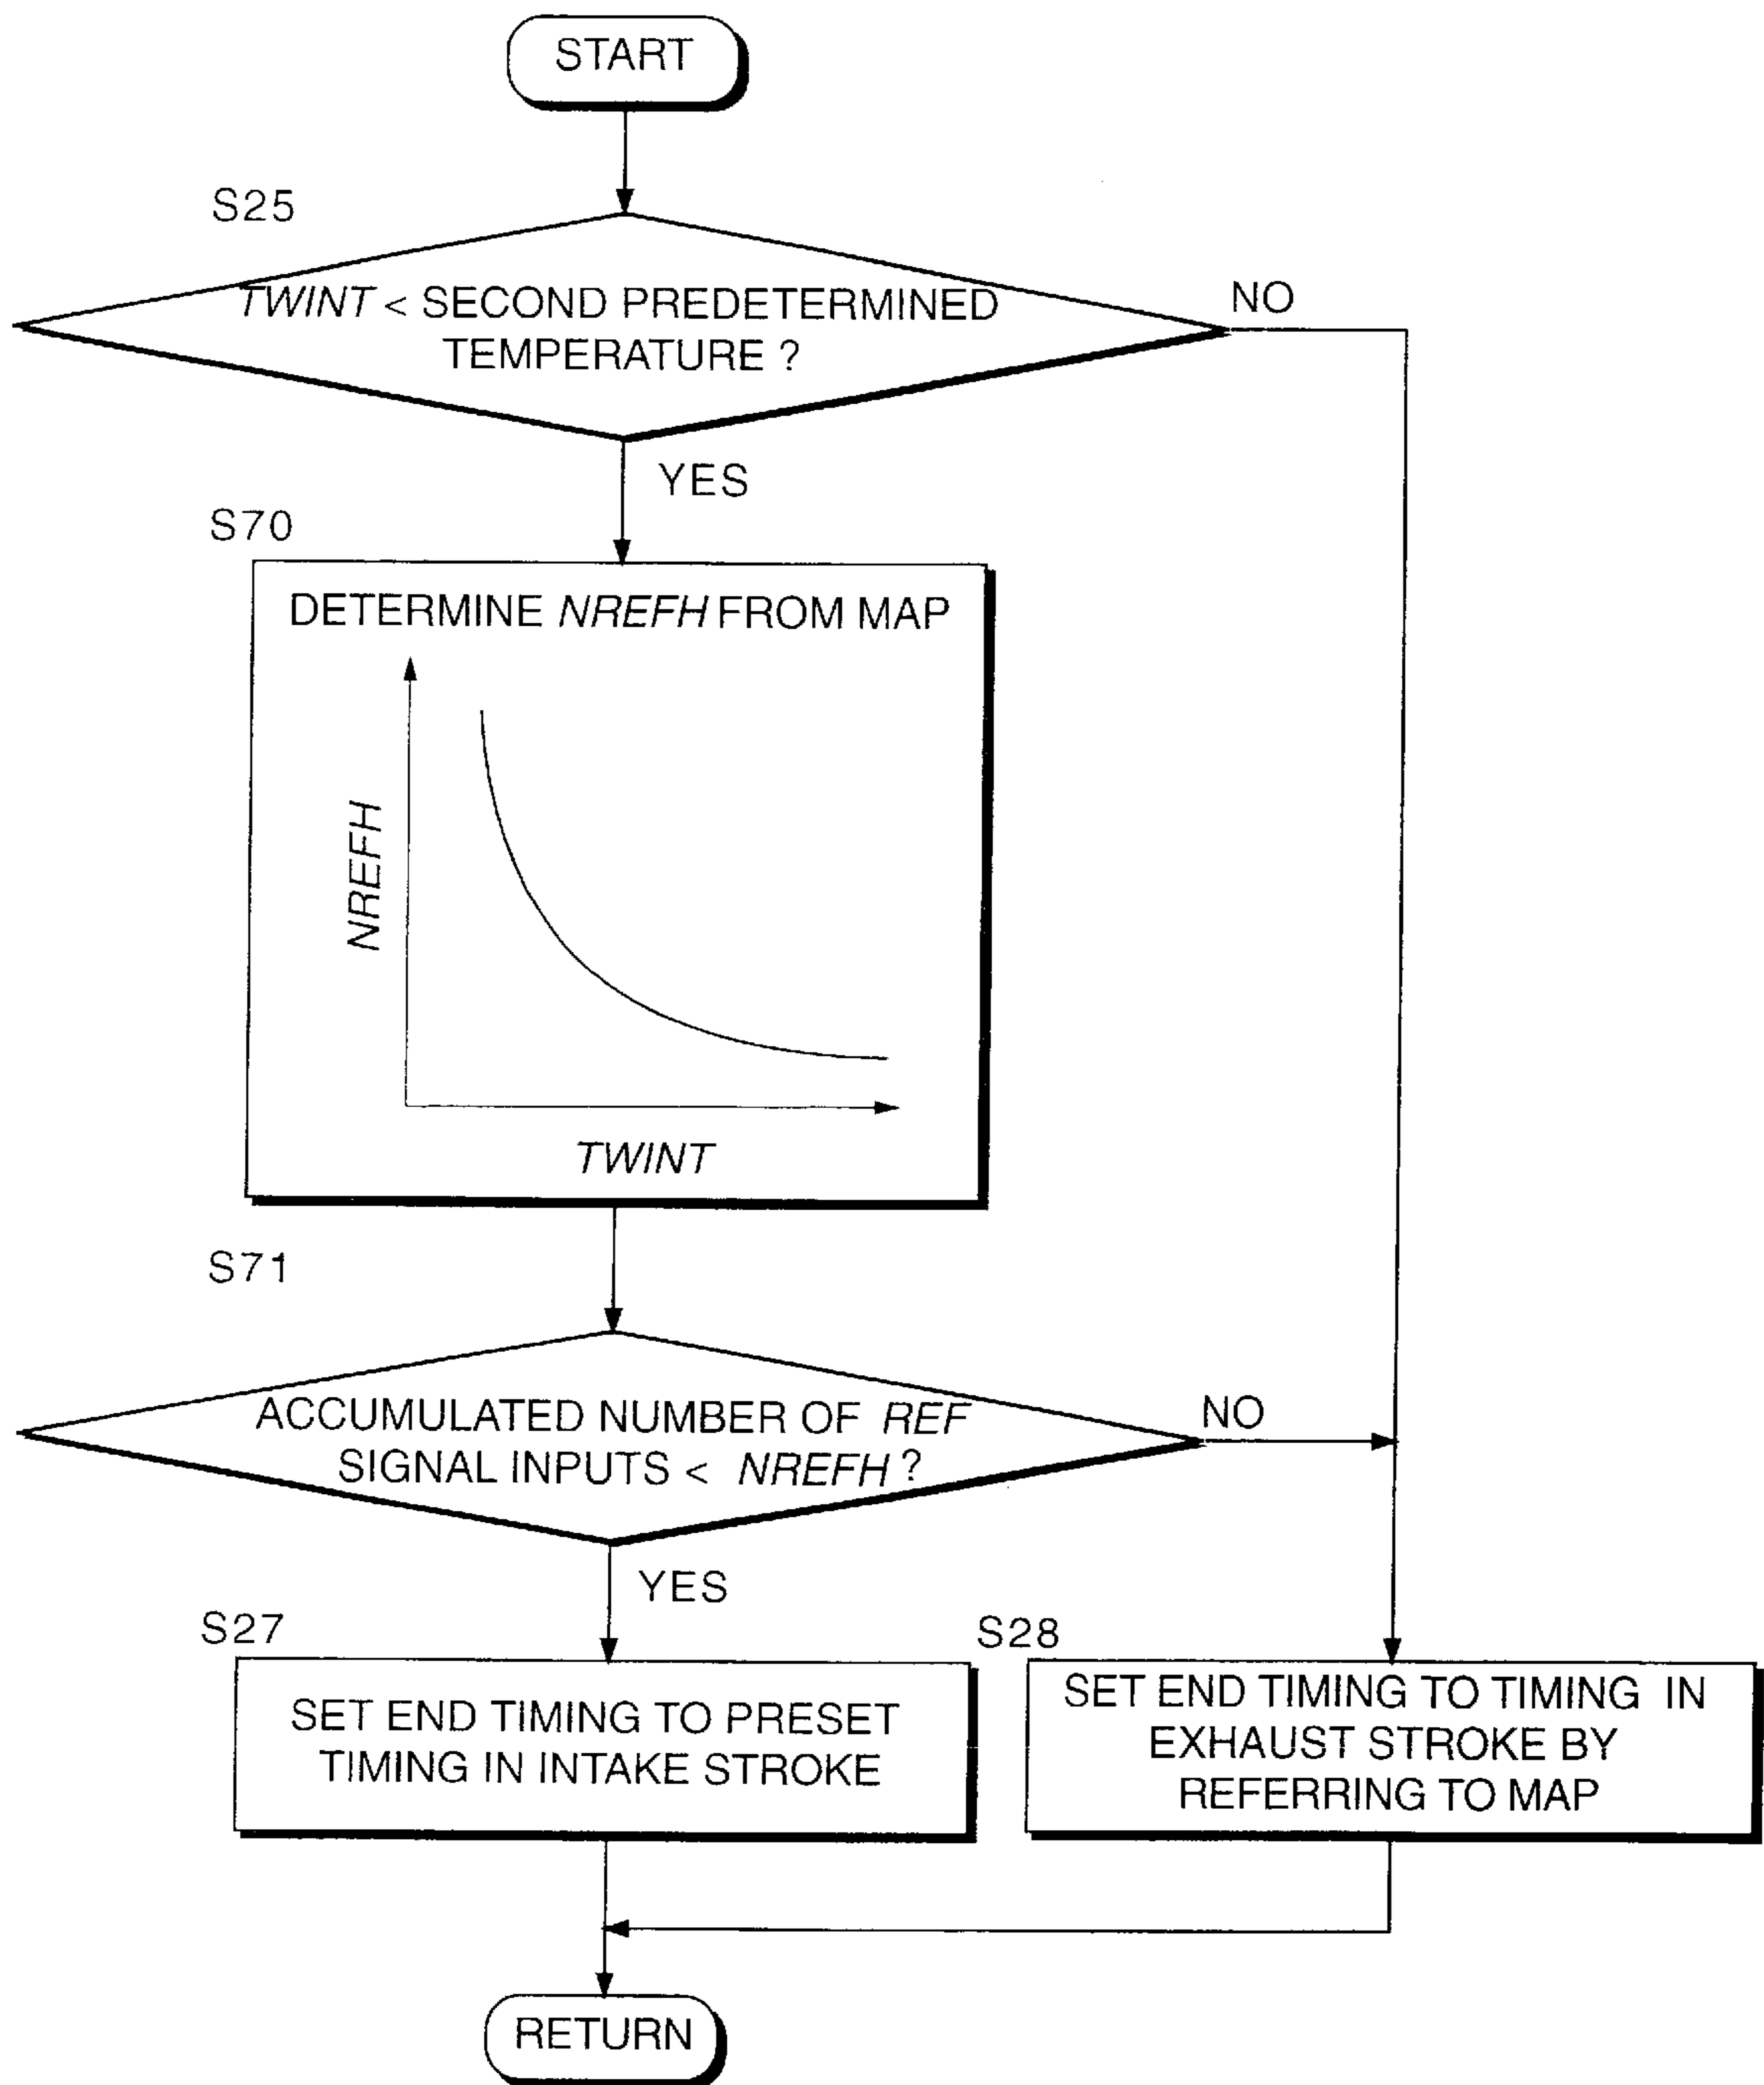 START
S25
TWINT < SECOND PREDETERMINED
TEMPERATURE ?
NO
YES
S70
DETERMINE NREFH FROM MAP
NREFH
TWINT
S71
ACCUMULATED NUMBER OF REF
SIGNAL INPUTS < NREFH ?
NO
YES
S27
SET END TIMING TO PRESET
TIMING IN INTAKE STROKE
S28
SET END TIMING TO TIMING IN
EXHAUST STROKE BY
REFERRING TO MAP
RETURN